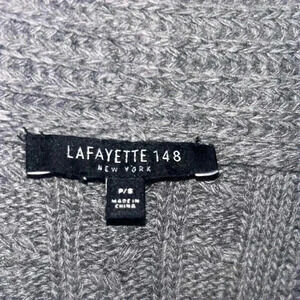 LAFAYETTE 148
NEW YORK
P/S
MADE IN
CHINA